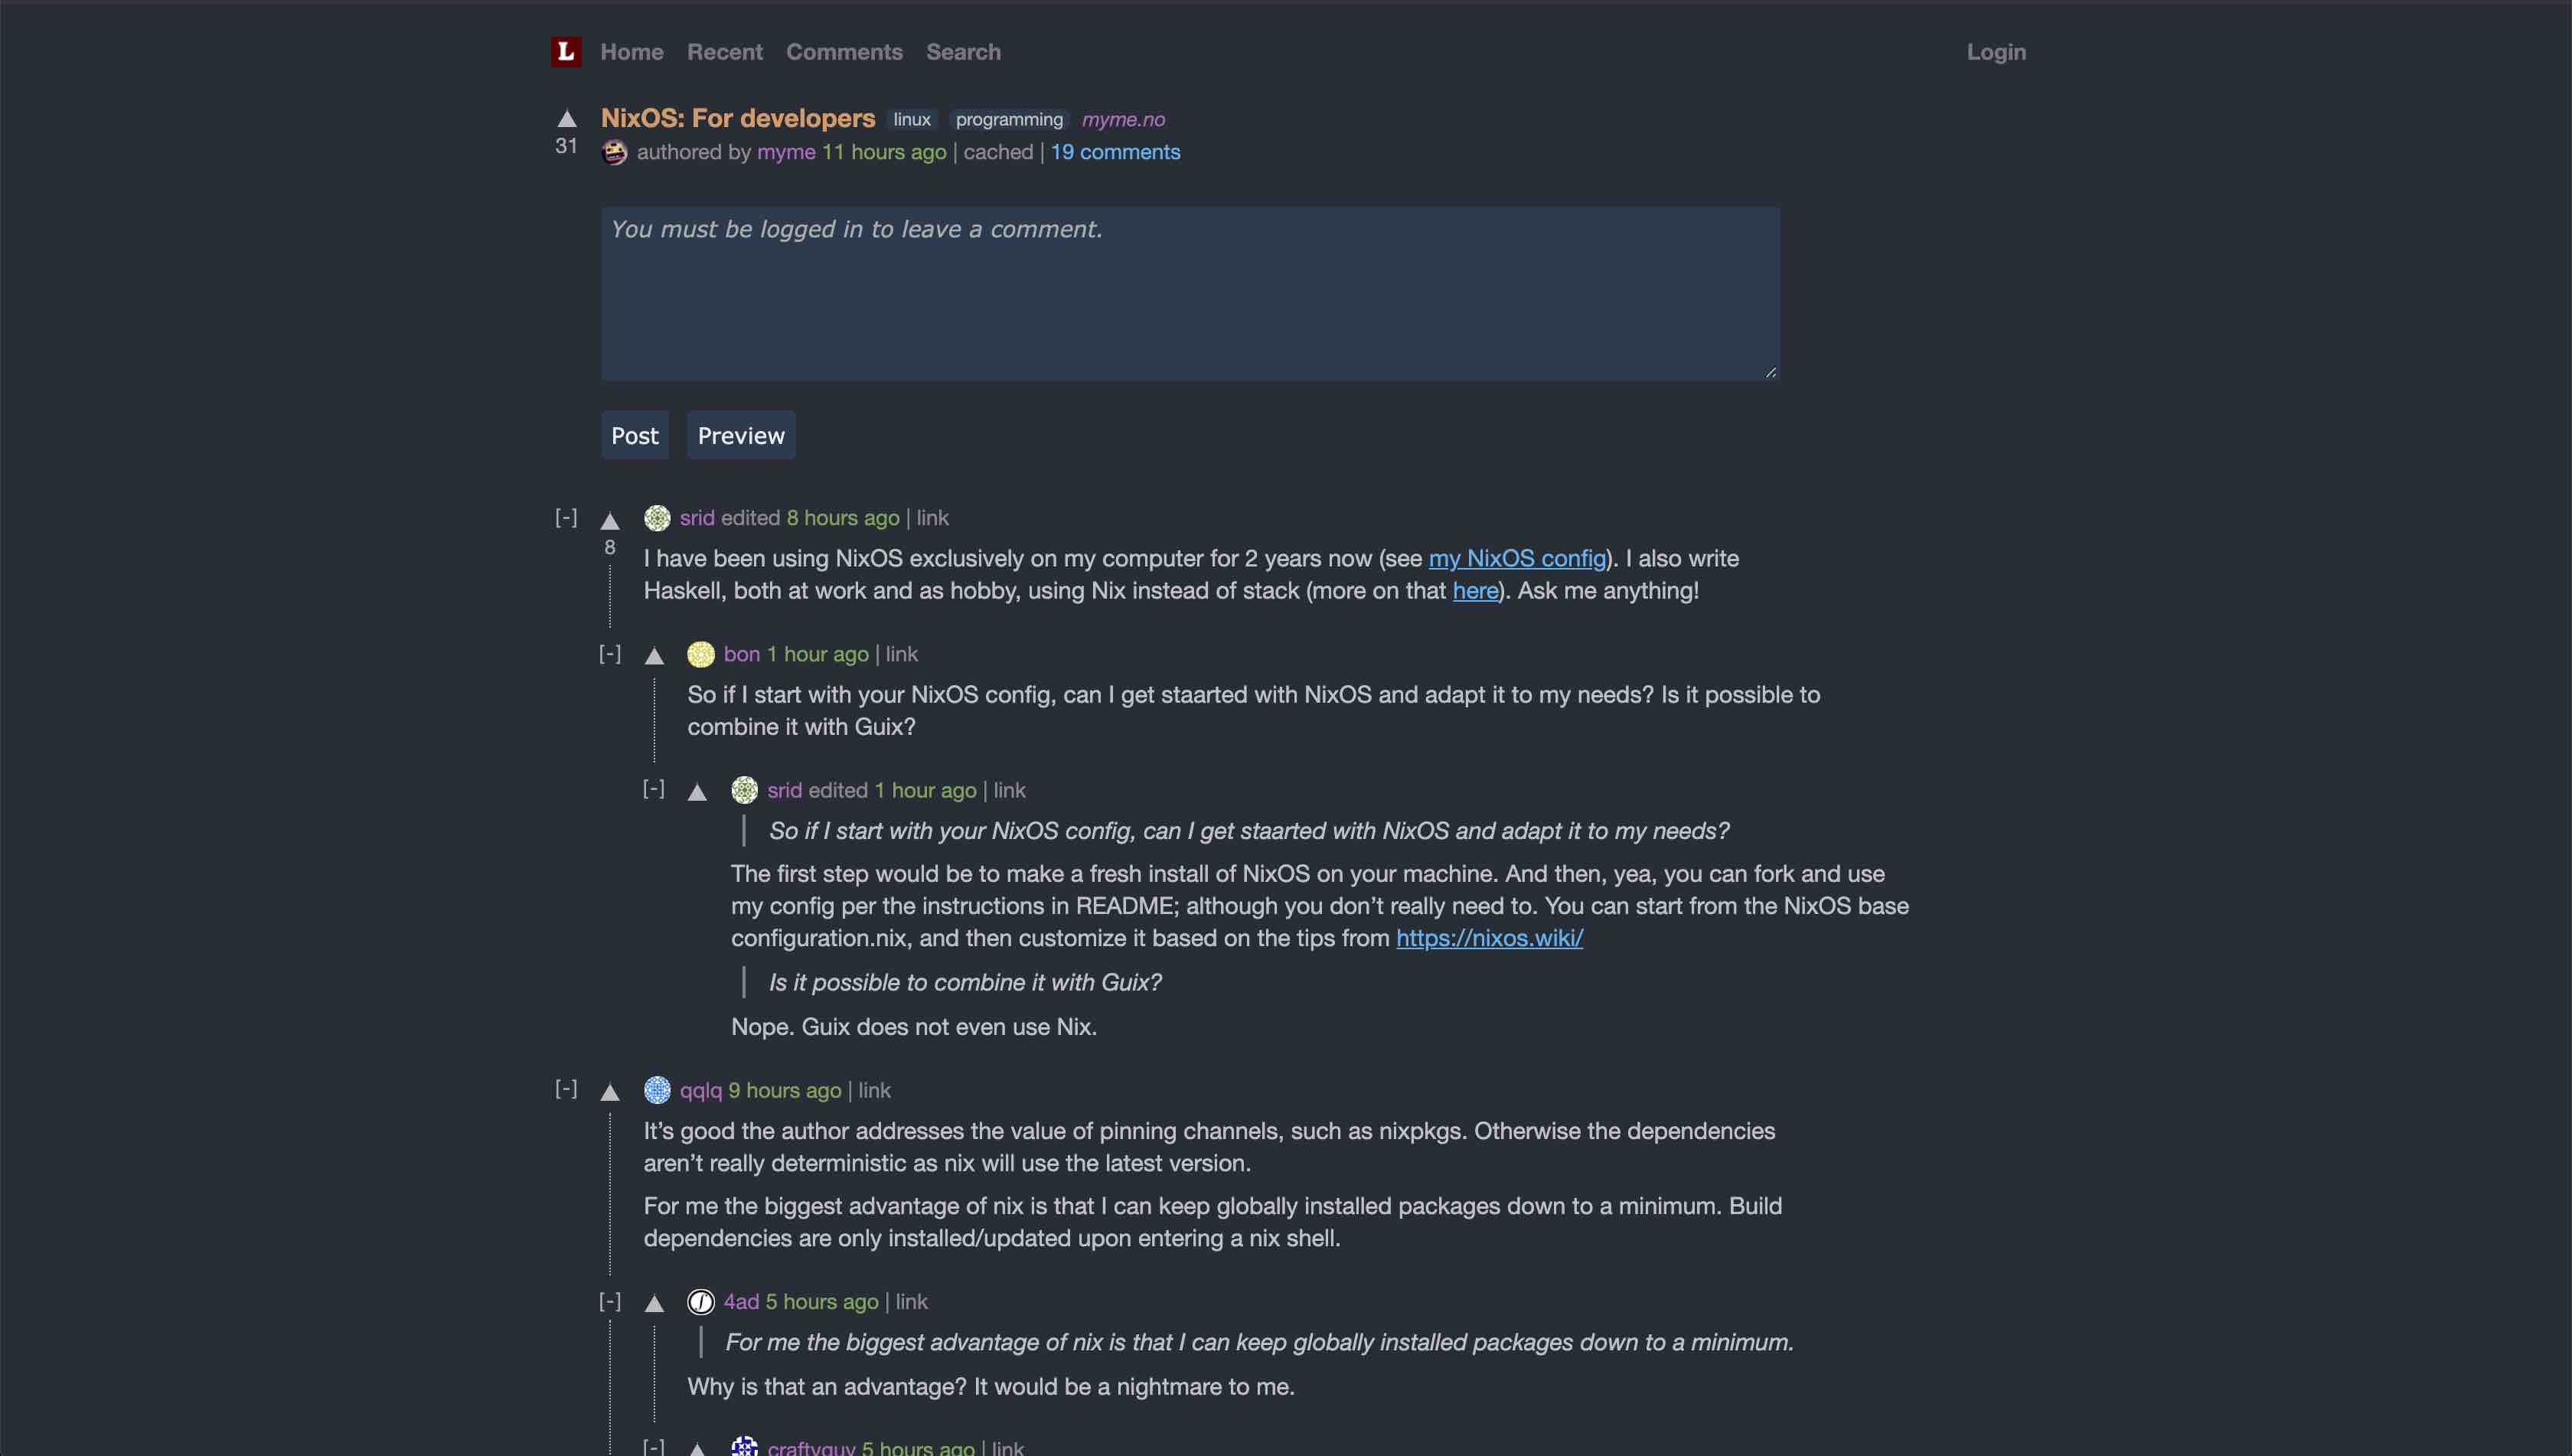 L Home Recent Comments Search Login
NixOS: For developers linux programming myme.no
31 authored by myme 11 hours ago | cached | 19 comments
You must be logged in to leave a comment.
Post Preview
[-] srid edited 8 hours ago | link
8
I have been using NixOS exclusively on my computer for 2 years now (see my NixOS config). I also write
Haskell, both at work and as hobby, using Nix instead of stack (more on that here). Ask me anything!
[-] bon 1 hour ago | link
So if I start with your NixOS config, can I get staarted with NixOS and adapt it to my needs? Is it possible to
combine it with Guix?
[-] srid edited 1 hour ago | link
So if I start with your NixOS config, can I get staarted with NixOS and adapt it to my needs?
The first step would be to make a fresh install of NixOS on your machine. And then, yea, you can fork and use
my config per the instructions in README; although you don’t really need to. You can start from the NixOS base
configuration.nix, and then customize it based on the tips from https://nixos.wiki/
Is it possible to combine it with Guix?
Nope. Guix does not even use Nix.
[-] qqlq 9 hours ago | link
It’s good the author addresses the value of pinning channels, such as nixpkgs. Otherwise the dependencies
aren’t really deterministic as nix will use the latest version.
For me the biggest advantage of nix is that I can keep globally installed packages down to a minimum. Build
dependencies are only installed/updated upon entering a nix shell.
[-] 4ad 5 hours ago | link
For me the biggest advantage of nix is that I can keep globally installed packages down to a minimum.
Why is that an advantage? It would be a nightmare to me.
[-] craftyguy 5 hours ago | link